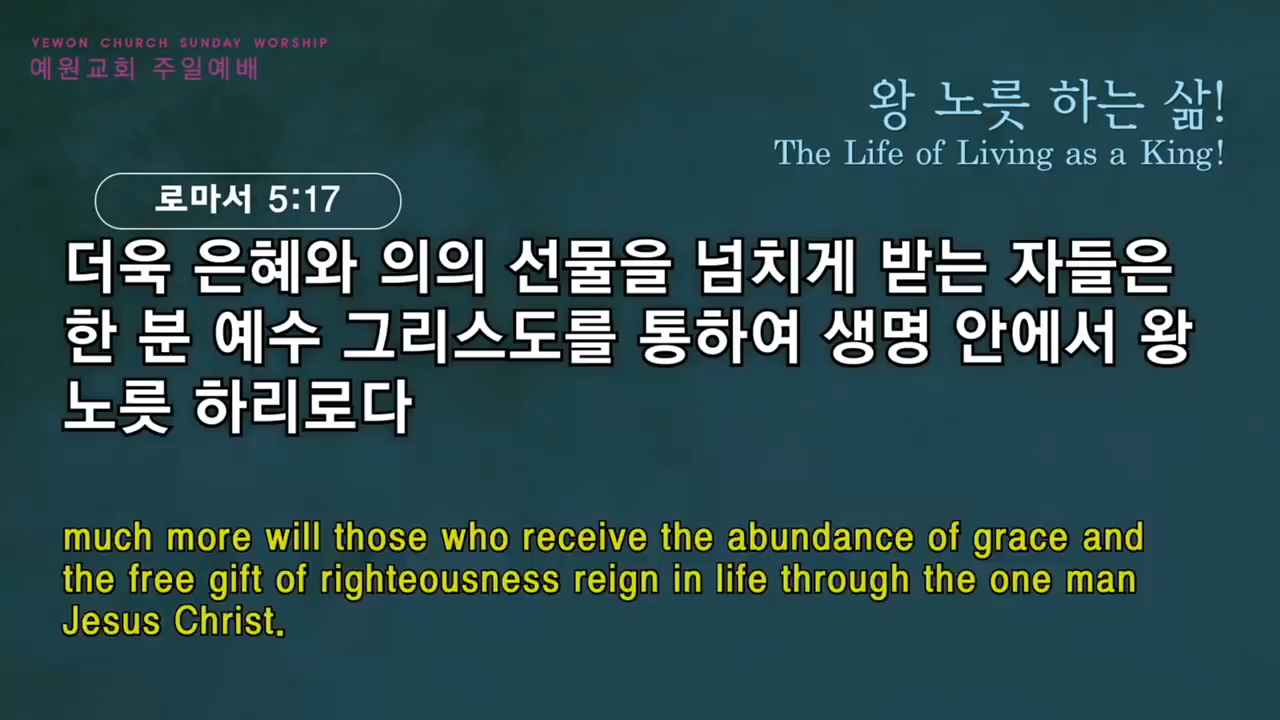 YEWON CHURCH SUNDAY WORSHIP
예원교회 주일예배
왕 노릇 하는 삶!
The Life of Living as a King!
로마서 5:17
더욱 은혜와 의의 선물을 넘치게 받는 자들은
한 분 예수 그리스도를 통하여 생명 안에서 왕
노릇 하리로다
much more will those who receive the abundance of grace and
the free gift of righteousness reign in life through the one man
Jesus Christ.